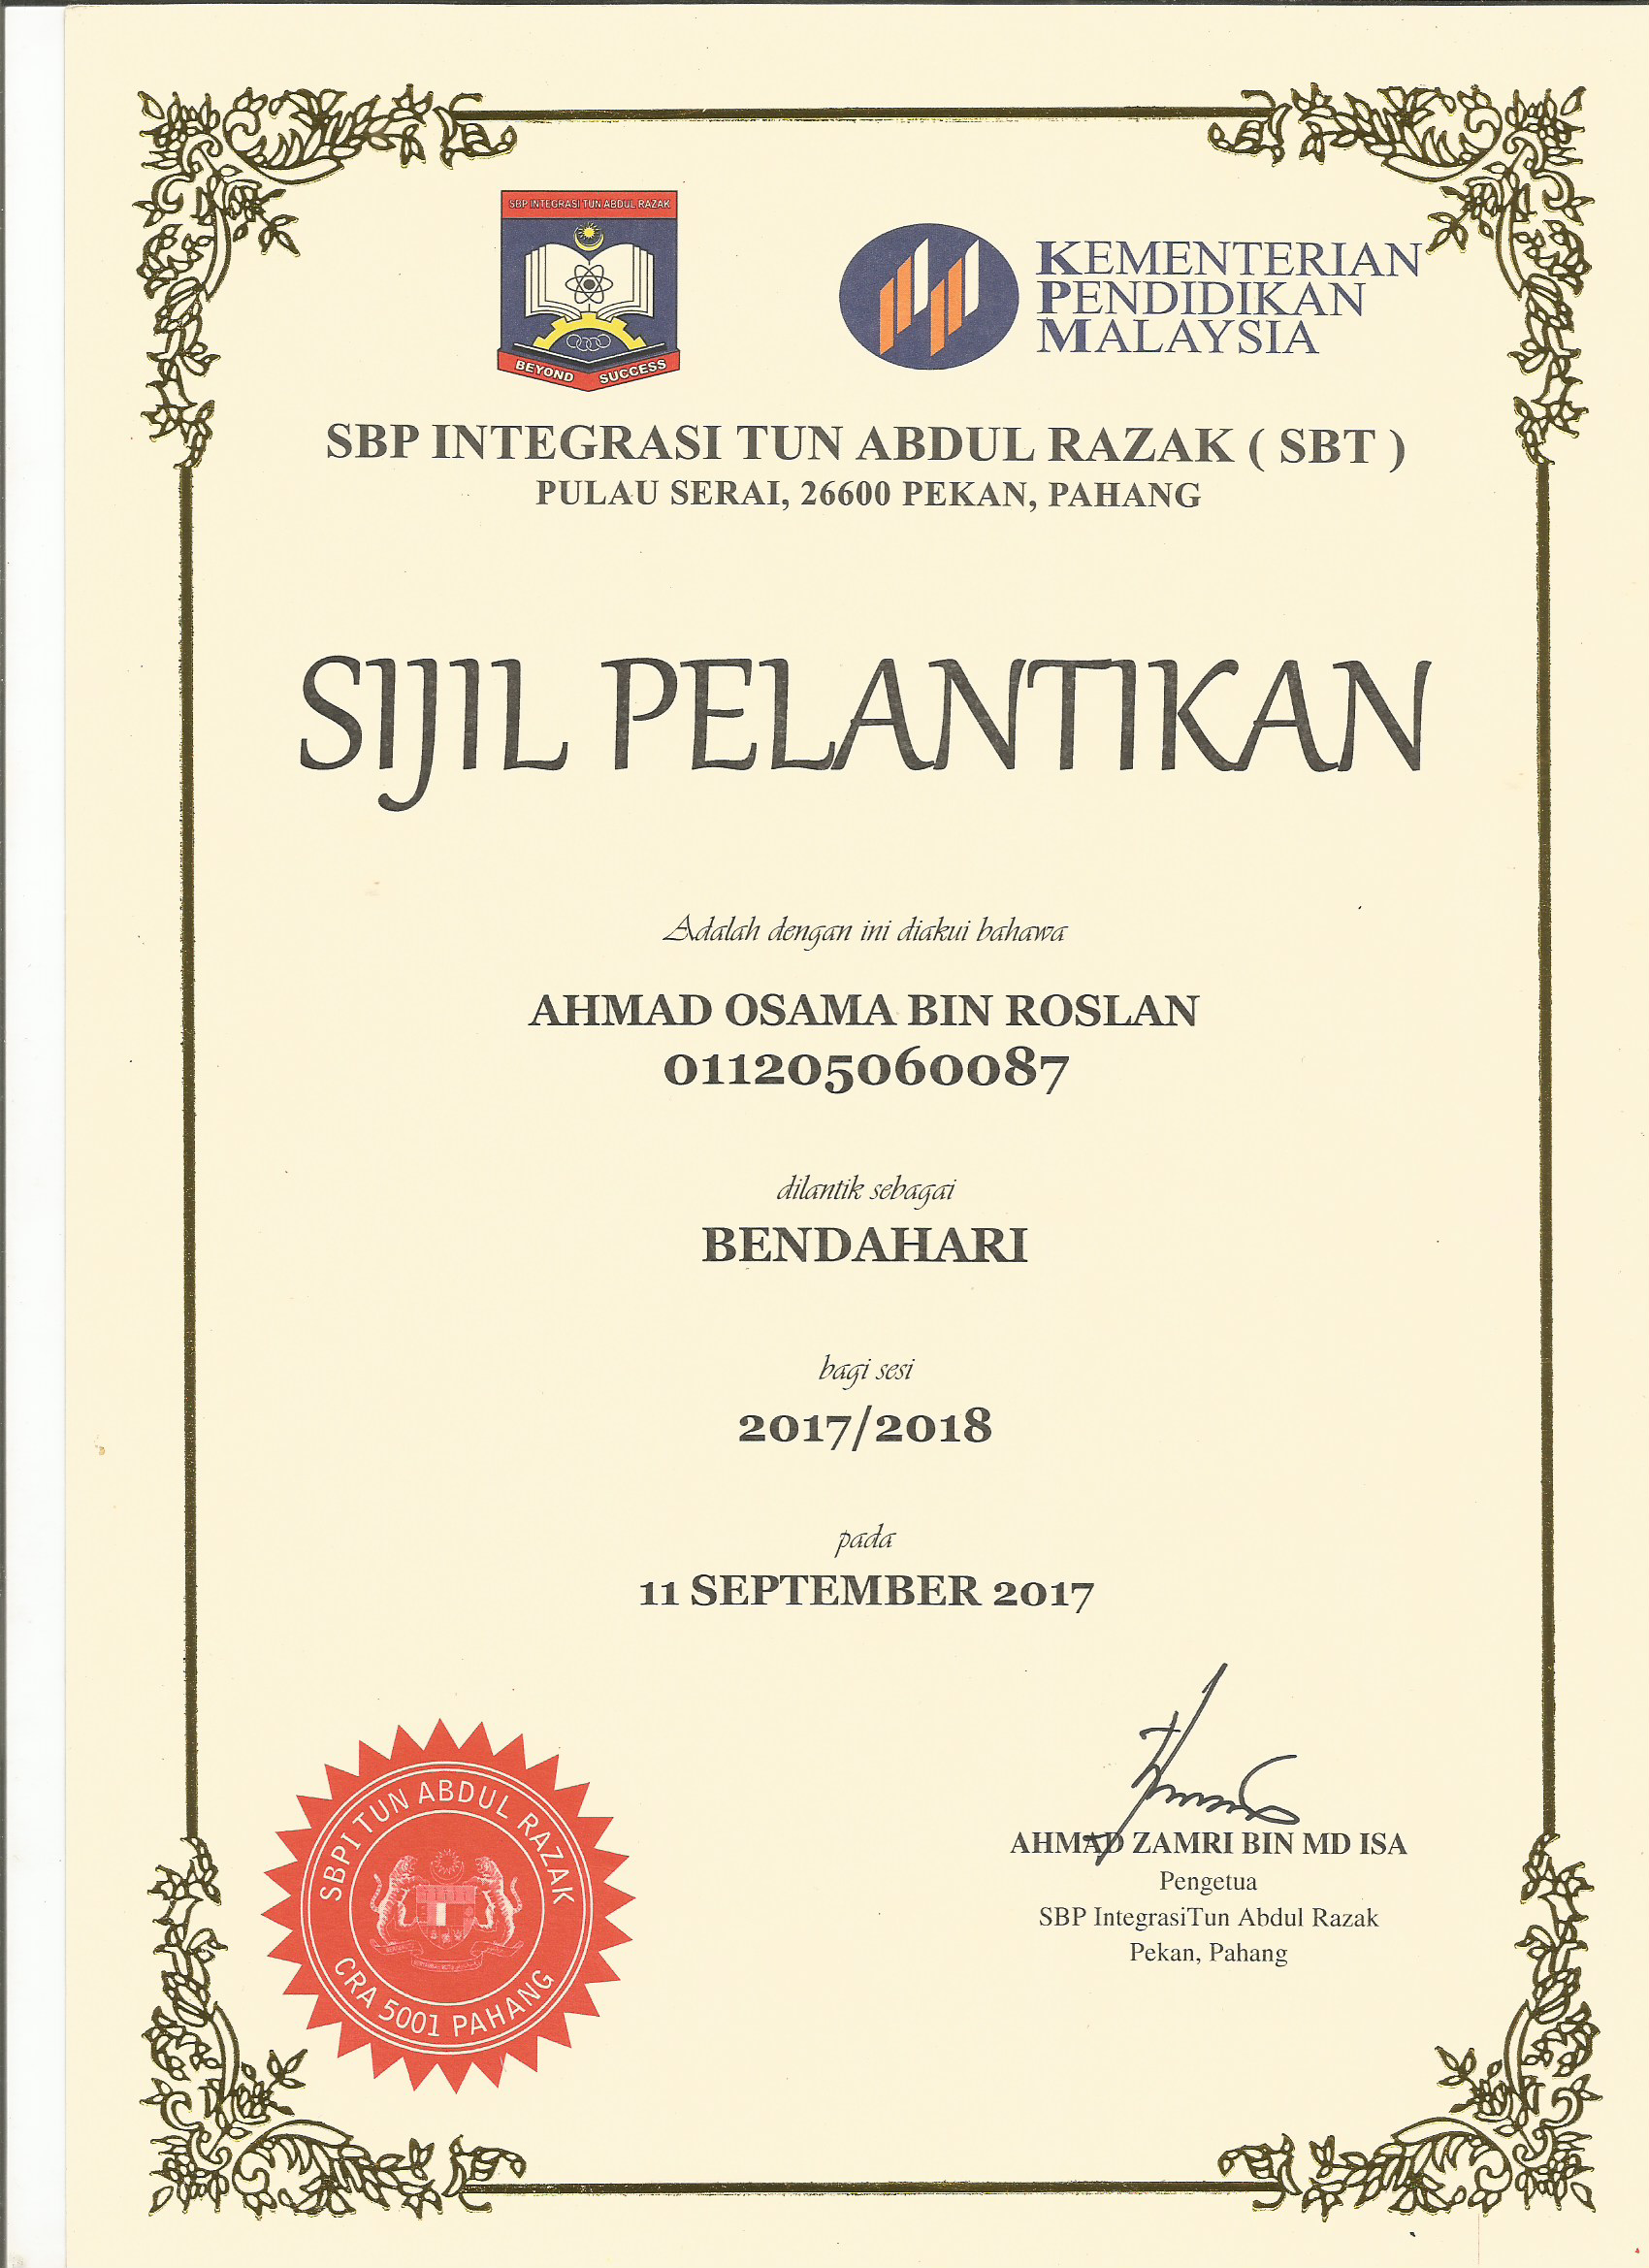 SBP INTEGRASI TUN ABDUL RAZAK
BEYOND SUCCESS
KEMENTERIAN
PENDIDIKAN
MALAYSIA
SBP INTEGRASI TUN ABDUL RAZAK ( SBT )
PULAU SERAI, 26600 PEKAN, PAHANG
SIJIL PELANTIKAN
Adalah dengan ini diakui bahawa
AHMAD OSAMA BIN ROSLAN
011205060087
dilantik sebagai
BENDAHARI
bagi sesi
2017/2018
pada
11 SEPTEMBER 2017
AHMAD ZAMRI BIN MD ISA
Pengetua
SBP IntegrasiTun Abdul Razak
Pekan, Pahang
SBPI TUN ABDUL RAZAK
CRA 5001 PAHANG